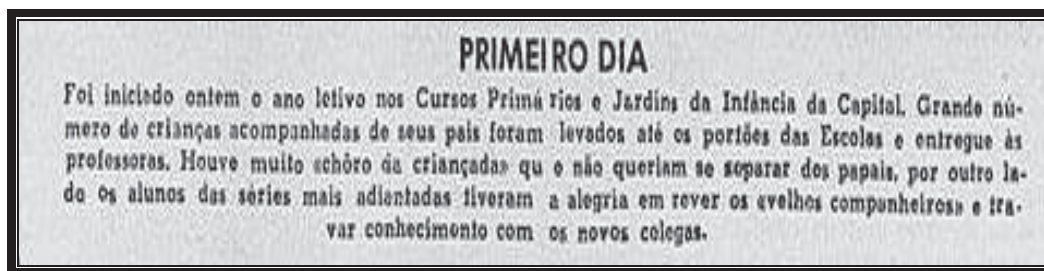 PRIMEIRO DIA
Foi iniciado ontem o ano letivo nos Cursos Primá rios e Jardins da Infância da Capital. Grande nú-
mero de crianças acompanhadas de seus pais foram levados até os portões das Escolas e entregue às
professoras. Houve muito «chôro da criançada» qu e não queriam se separar dos papais, por outro la-
do os alunos das séries mais adiantadas tiveram a alegria em rever os «velhos companheiros» e tra-
var conhecimento com os novos colegas.